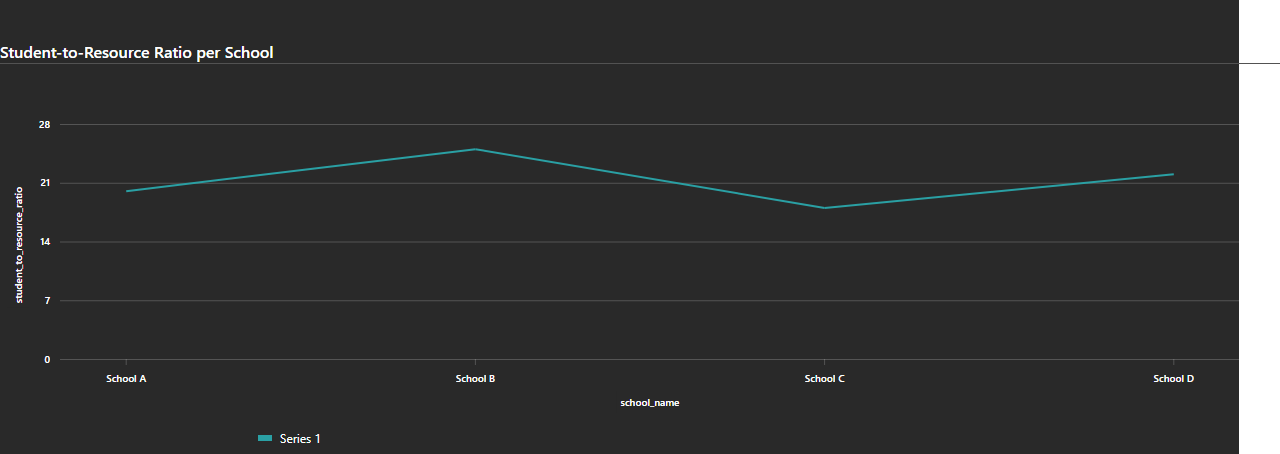 Student-to-Resource Ratio per School
28
21
14
7
0
student_to_resource_ratio
School A
School B
School C
School D
school_name
Series 1